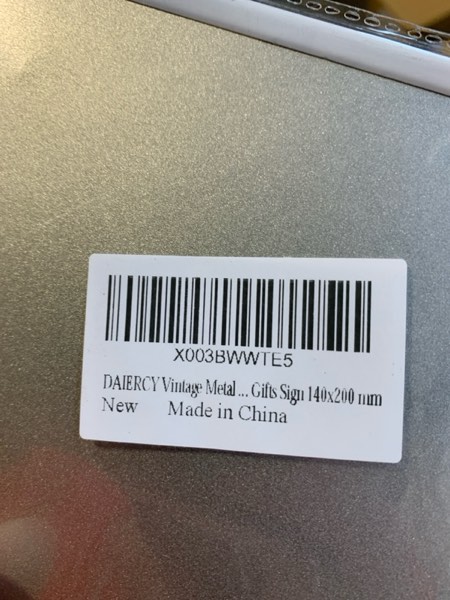 X003BWWTE5
DAIERCY Vintage Metal ... Gifts Sign 140x200 mm
New Made in China